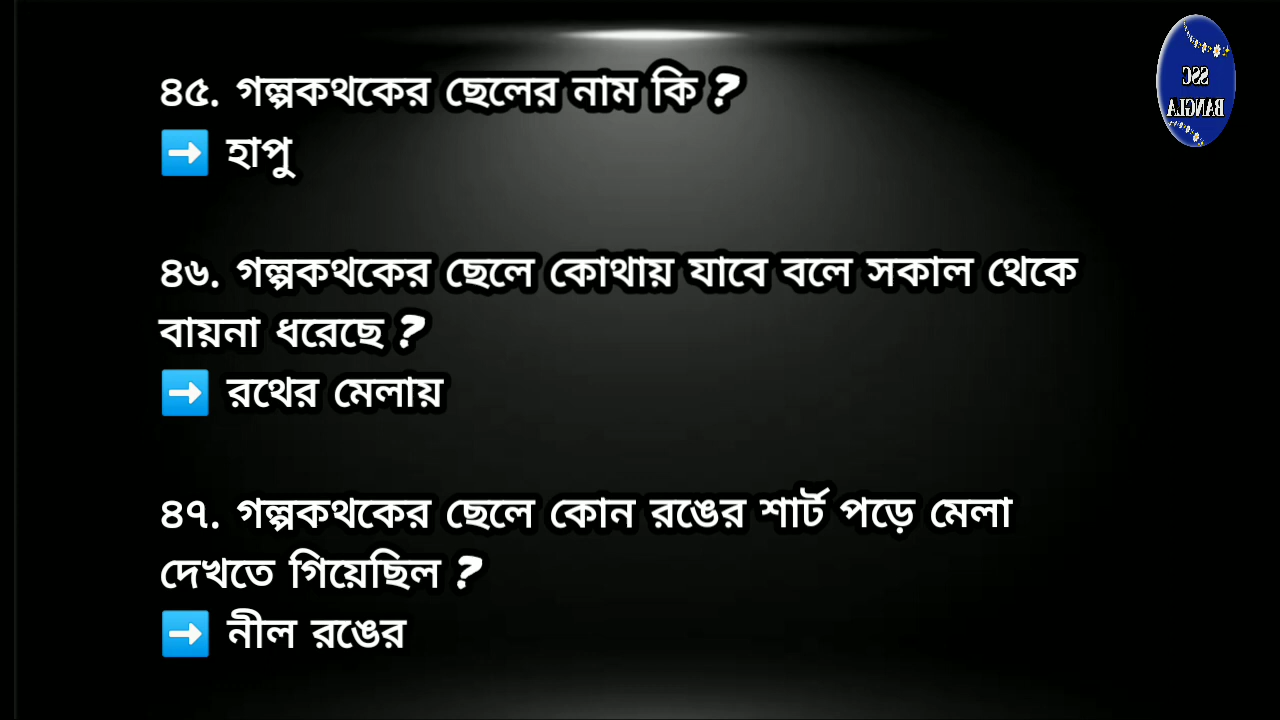 ৪৫. গল্পকথকের ছেলের নাম কি ?
➡ হাপু
৪৬. গল্পকথকের ছেলে কোথায় যাবে বলে সকাল থেকে
বায়না ধরেছে ?
➡ রথের মেলায়
৪৭. গল্পকথকের ছেলে কোন রঙের শার্ট পড়ে মেলা
দেখতে গিয়েছিল ?
➡ নীল রঙের
SSC
BANGLA